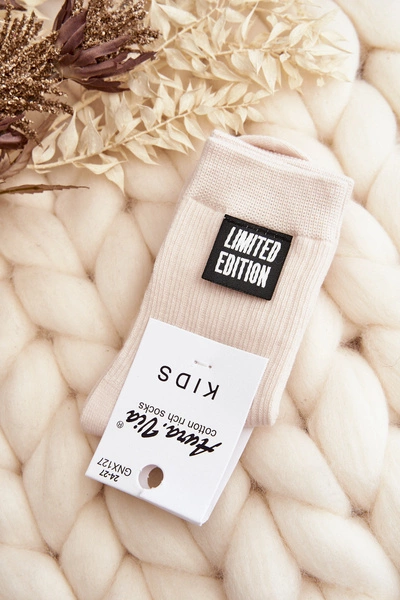 LIMITED
EDITION
KIDS
Aura.Via®
cotton rich socks
24-27
GNX127